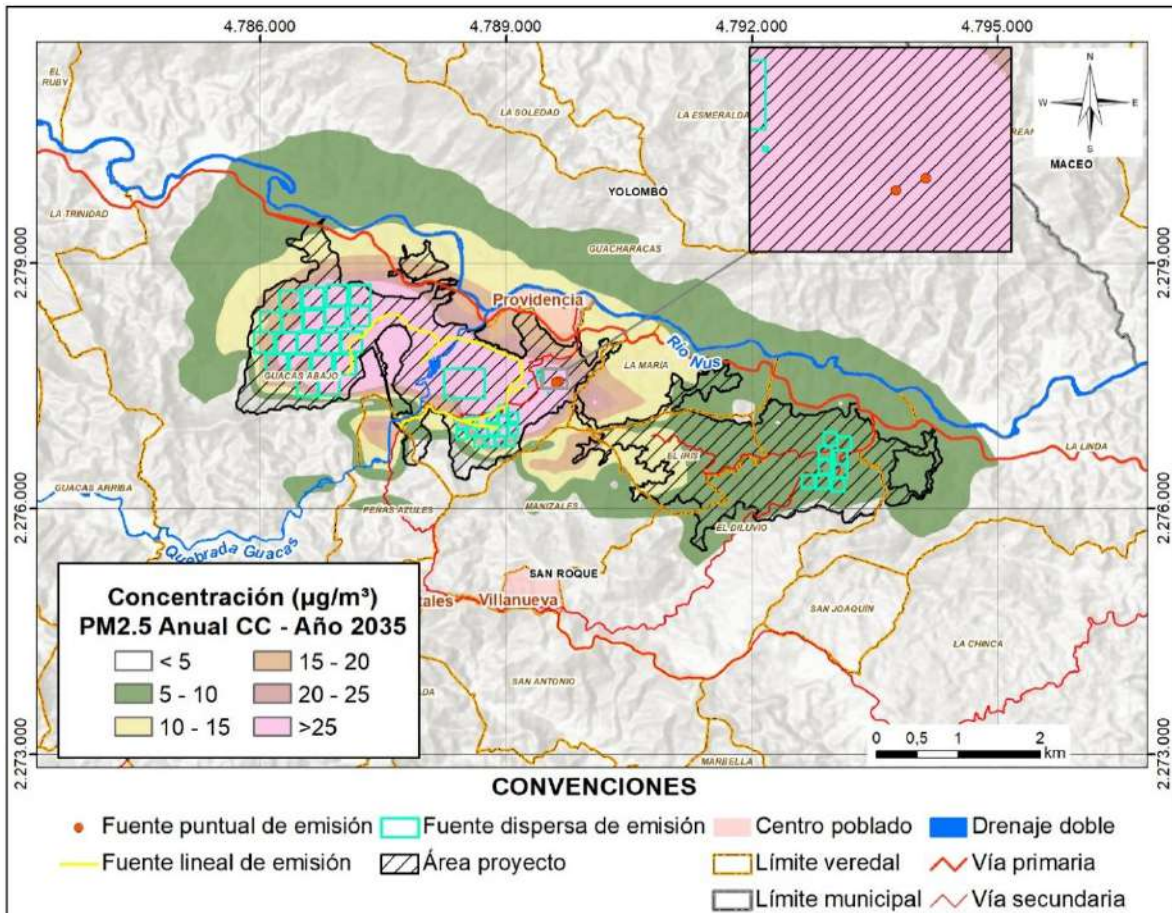 4.786.000 4.789.000 4.792.000 4.795.000
EL
RUBY
LA SOLEDAD
LA ESMERALDA
N
W E
S
MACEO
YOLOMBÓ
LA TRINIDAD
GUACHARACAS
2.279.000 2.279.000
Providencia
Río Nus
LA MARÍA
GUACAS ABAJO
LA LINDA
EL IRIS
GUACAS ARRIBA
2.276.000 2.276.000
PEÑAS AZULES
MANIZALES
EL DILUVIO
Quebrada Guacas
SAN ROQUE
Villanueva
SAN JOAQUÍN
LA CHINCA
SAN ANTONIO
MARBELLA
2.273.000 2.273.000
Concentración (µg/m³)
PM2.5 Anual CC - Año 2035
< 5 15 - 20
5 - 10 20 - 25
10 - 15 >25
0 0,5 1 2
km
CONVENCIONES
Fuente puntual de emisión Fuente dispersa de emisión Centro poblado Drenaje doble
Fuente lineal de emisión Área proyecto Límite veredal Vía primaria
Límite municipal Vía secundaria